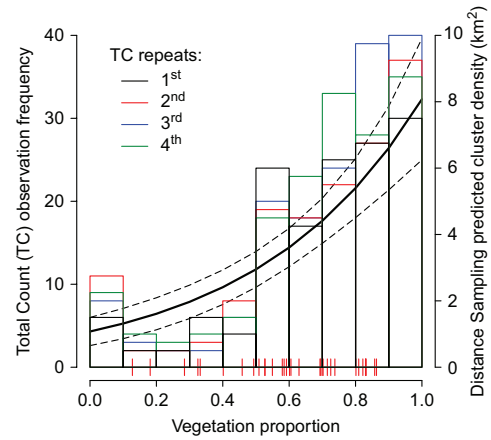 TC repeats:
1st
2nd
3rd
4th
Total Count (TC) observation frequency
40
30
20
10
0
Distance Sampling predicted cluster density (km2)
10
8
6
4
2
0
0.0 0.2 0.4 0.6 0.8 1.0
Vegetation proportion